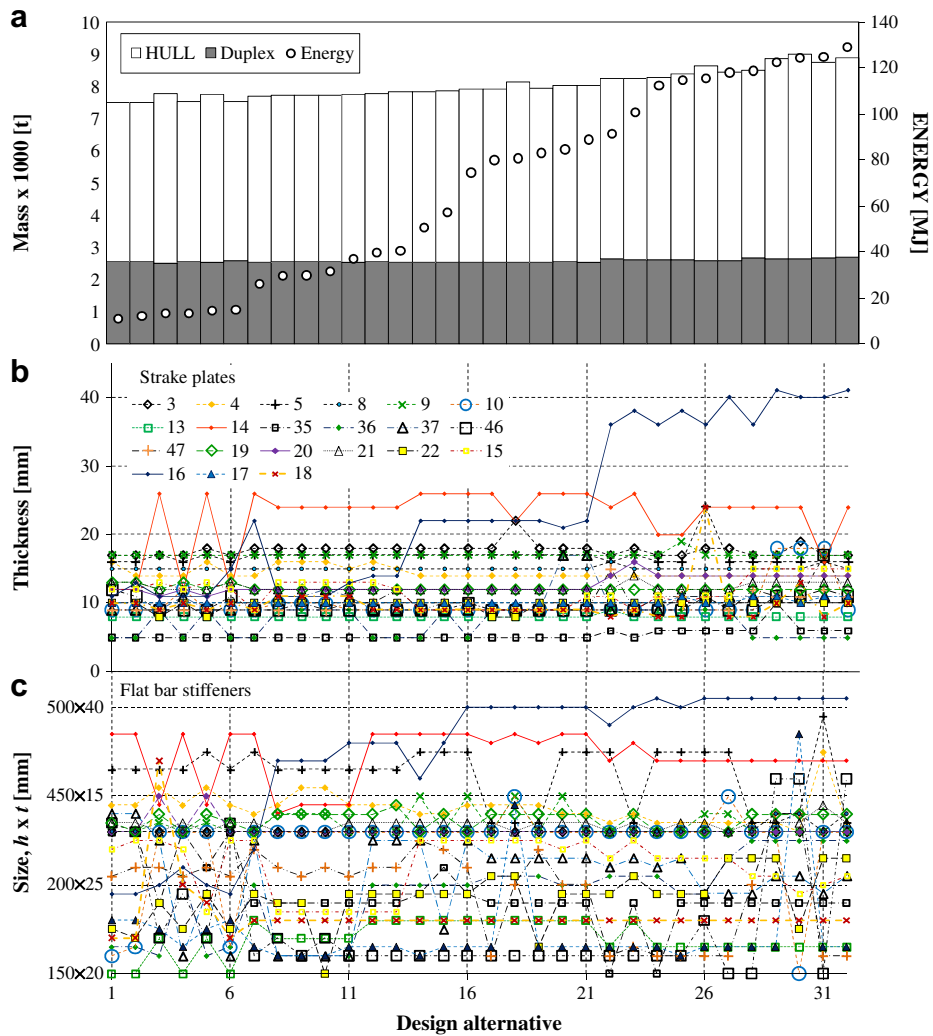 a
10 140
HULL Duplex Energy
9
8 120
7 100
6
80
5
4 60
3 40
2
20
1
0 0
Mass x 1000 [t]
ENERGY [MJ]
b
Strake plates
3 4 5 8 9 10
13 14 35 36 37 46
47 19 20 21 22 15
16 17 18
40
30
20
10
0
Thickness [mm]
c
Flat bar stiffeners
500×40
450×15
200×25
150×20
Size, h x t [mm]
1 6 11 16 21 26 31
Design alternative